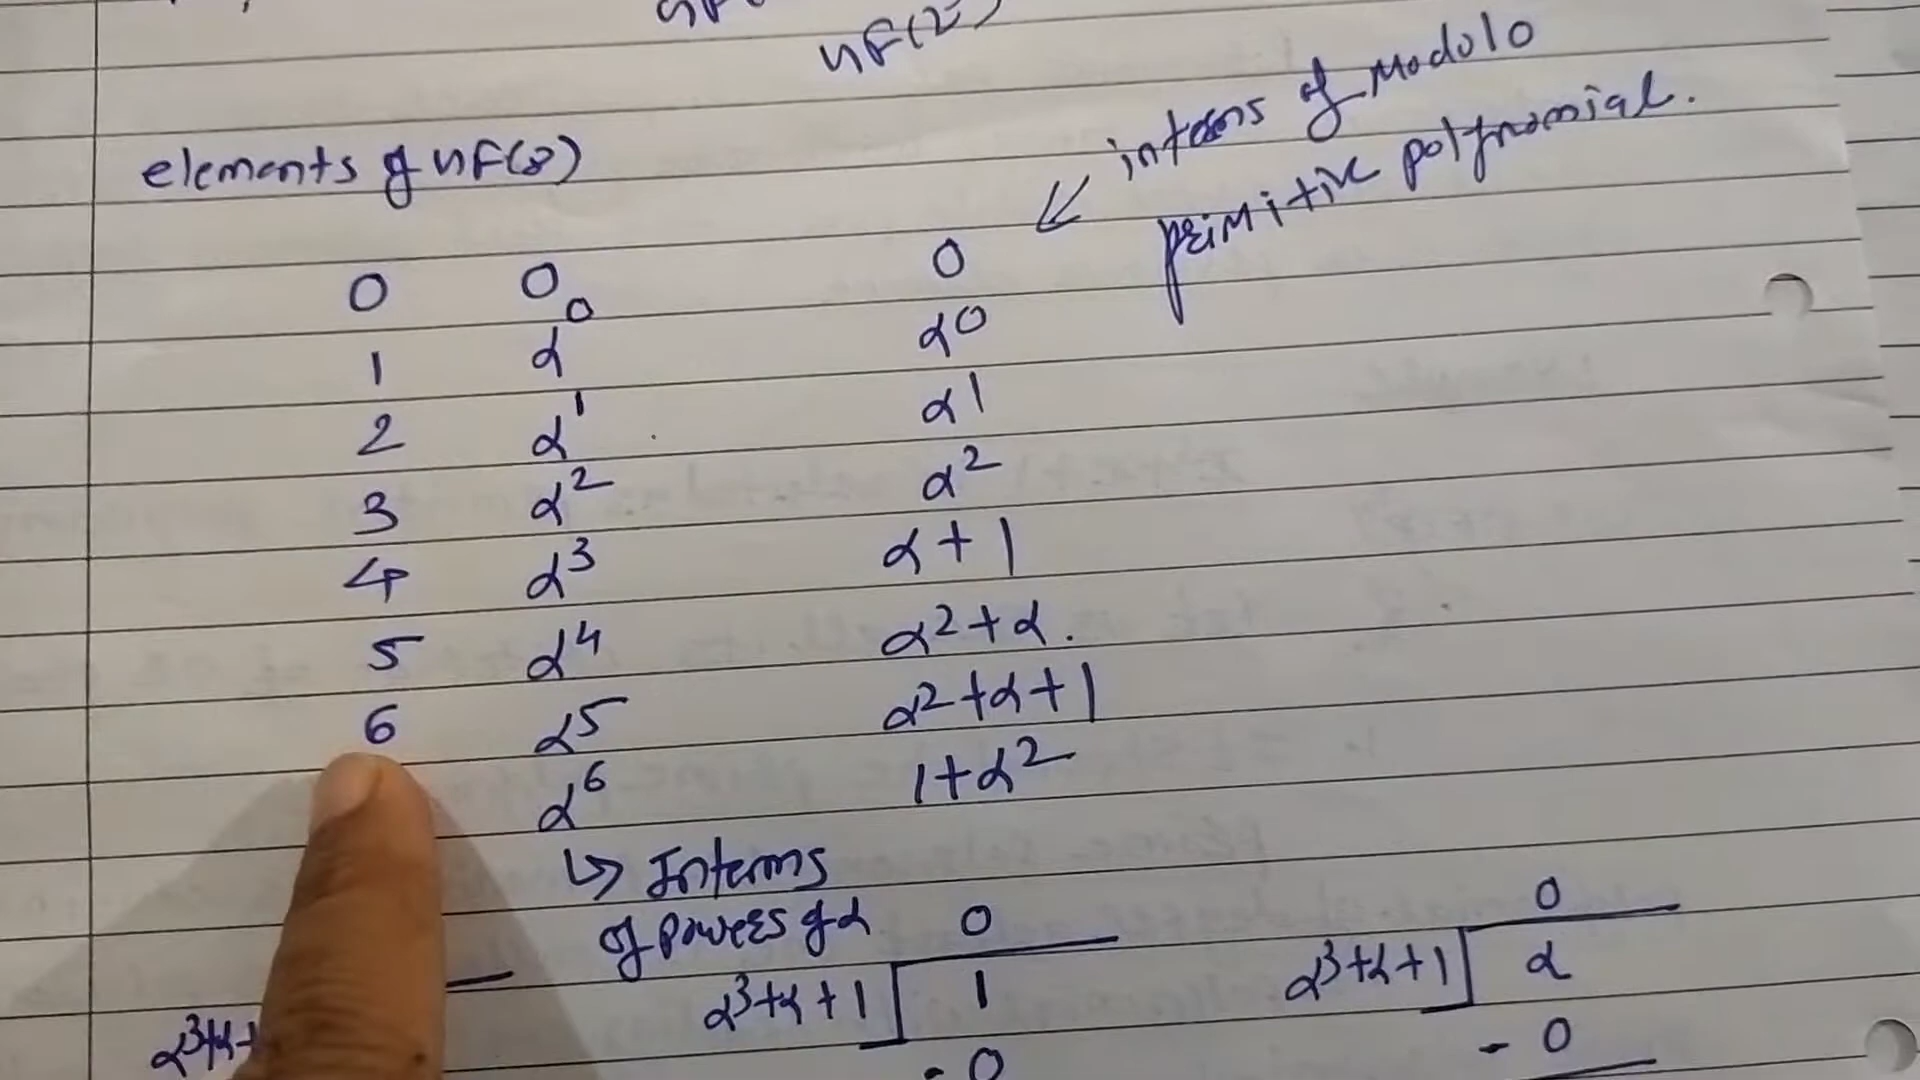 GF(2
elements of GF(8)
interms of Modulo
primitive polynomial.
0 0 0
1 α⁰ α0
2 α¹ α1
3 α² α²
4 α³ α+1
5 α⁴ α²+α.
6 α⁵ α²+α+1
α⁶ 1+α²
↳ Interms
of powers of α
0 0
α³+α+1 1 α³+α+1 α
α³+α+
- 0 - 0